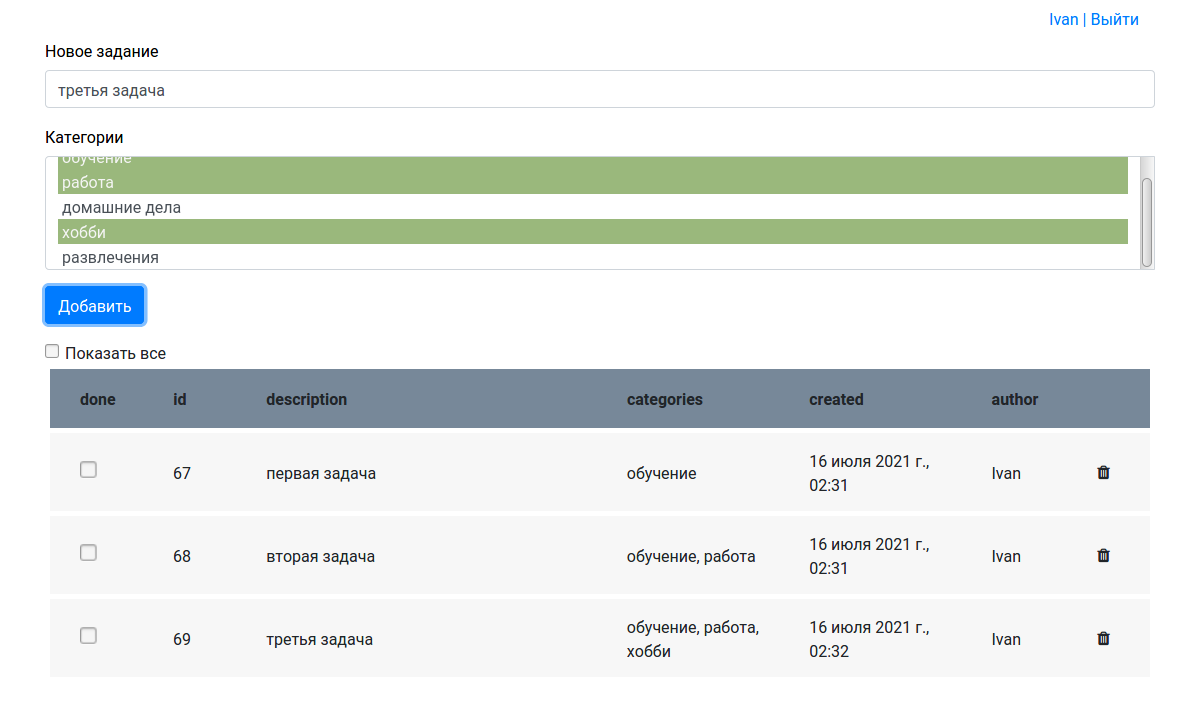 Ivan | Выйти
Новое задание
третья задача
Категории
обучение
работа
домашние дела
хобби
развлечения
Добавить
Показать все
done id description categories created author
67 первая задача обучение 16 июля 2021 г., 02:31 Ivan
68 вторая задача обучение, работа 16 июля 2021 г., 02:31 Ivan
69 третья задача обучение, работа, хобби 16 июля 2021 г., 02:32 Ivan